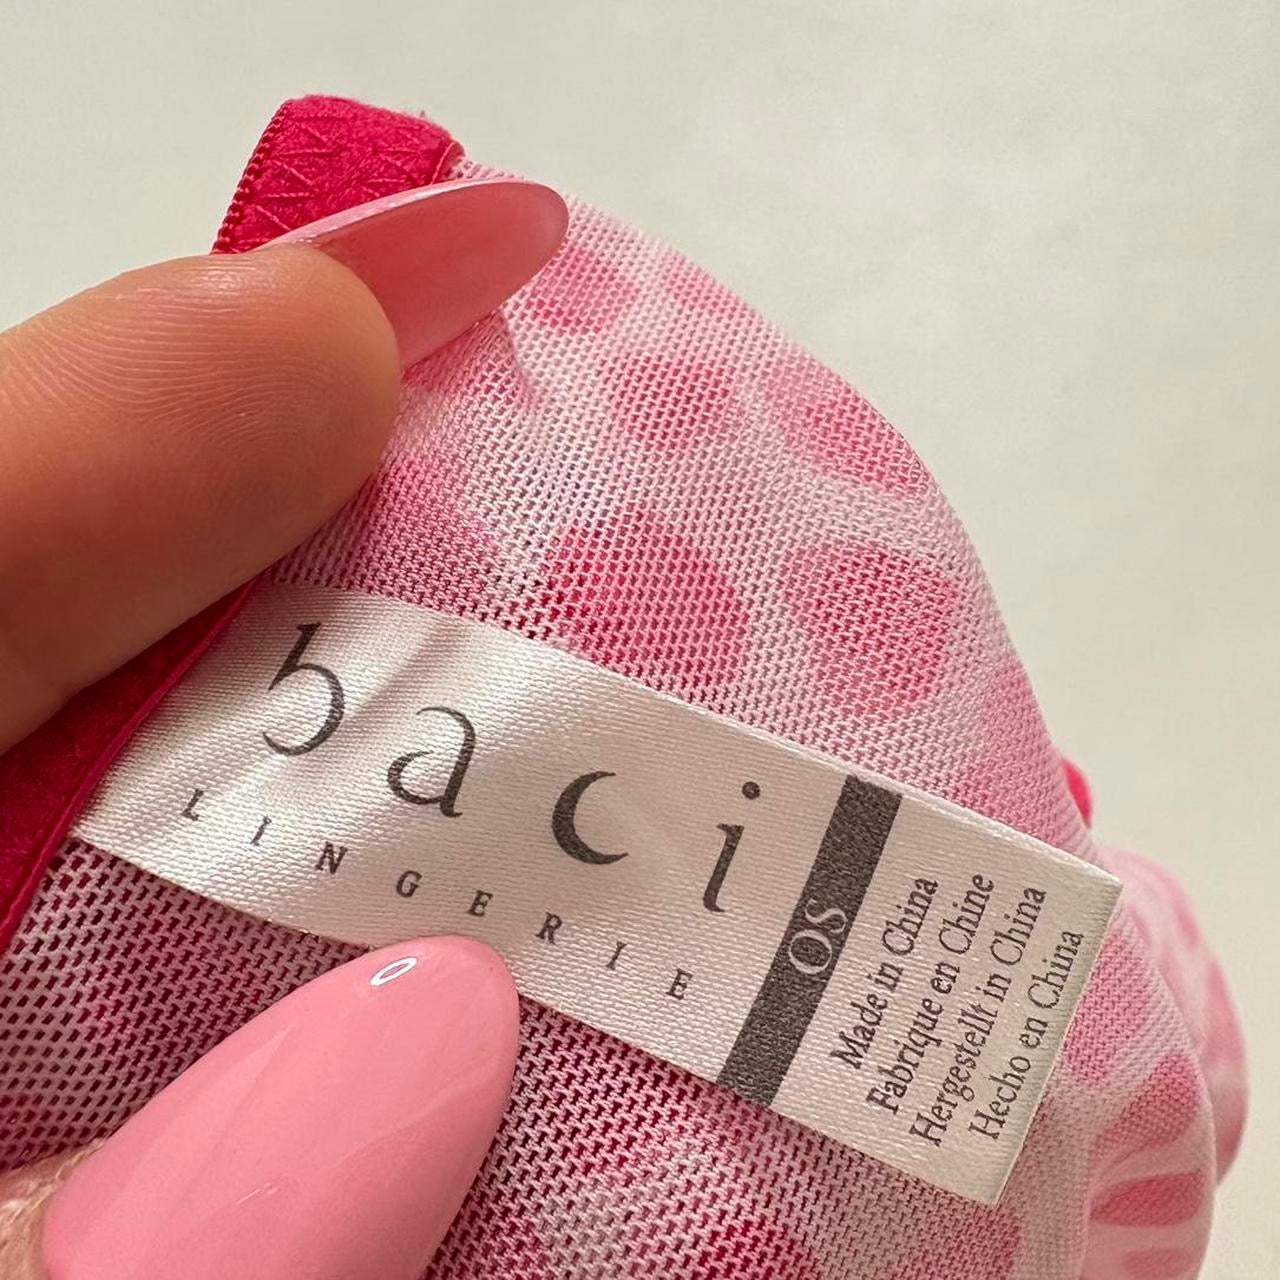 baci
LINGERIE
OS
Made in China
Fabrique en Chine
Hergestellt in China
Hecho en China